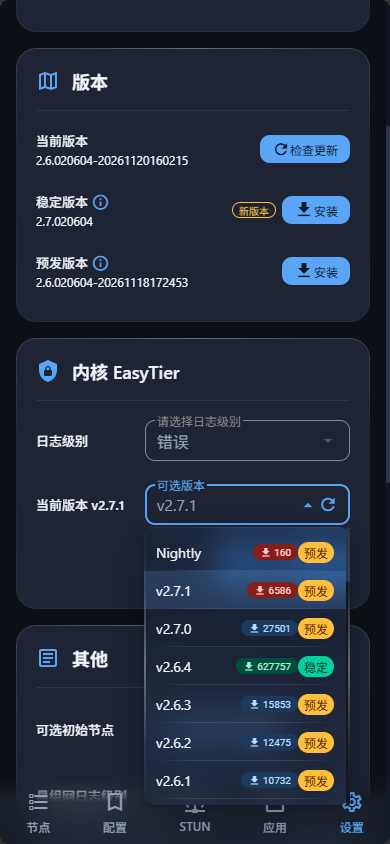 版本
当前版本
2.6.020604-20261120160215
检查更新
稳定版本
2.7.020604
新版本
安装
预发版本
2.6.020604-20261118172453
安装
内核 EasyTier
日志级别
请选择日志级别
错误
当前版本 v2.7.1
可选版本
v2.7.1
Nightly 160 预发
v2.7.1 6586 预发
v2.7.0 27501 预发
v2.6.4 627757 稳定
v2.6.3 15853 预发
v2.6.2 12475 预发
v2.6.1 10732 预发
其他
可选初始节点
组网日志级别
节点
配置
STUN
应用
设置